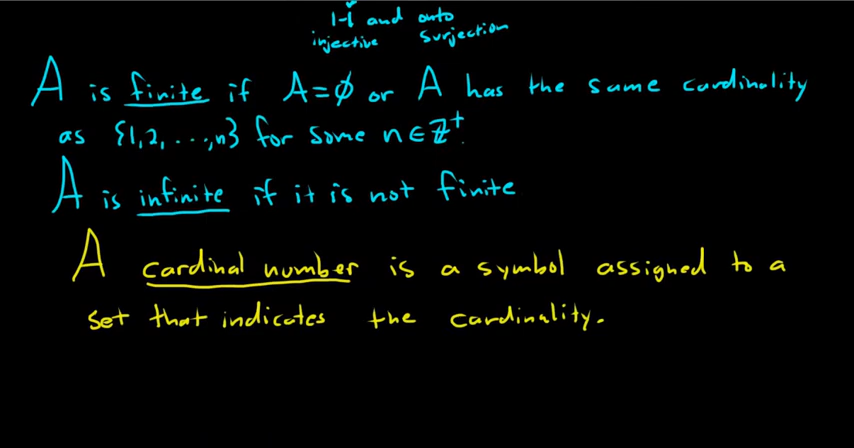 1-1 and onto
injective surjection
A is finite if A=∅ or A has the same cardinality
as {1,2, ..., n} for some n∈ℤ⁺.
A is infinite if it is not finite
A cardinal number is a symbol assigned to a
set that indicates the cardinality.